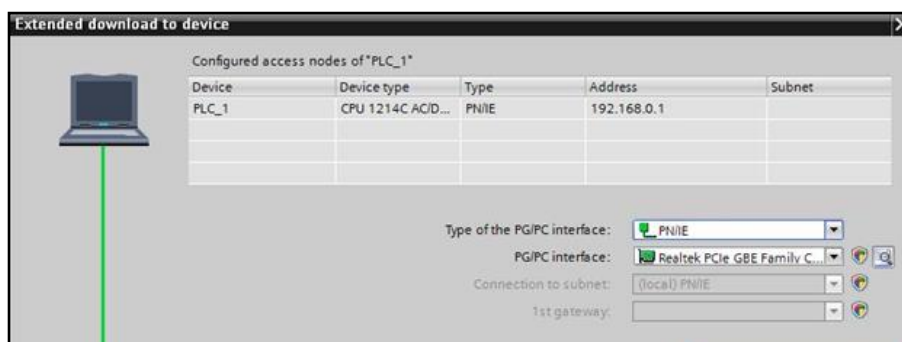 Extended download to device
Configured access nodes of "PLC_1"
Device Device type Type Address Subnet
PLC_1 CPU 1214C AC/D... PN/IE 192.168.0.1
Type of the PG/PC interface: PN/IE
PG/PC interface: Realtek PCIe GBE Family C...
Connection to subnet: (local) PN/IE
1st gateway: